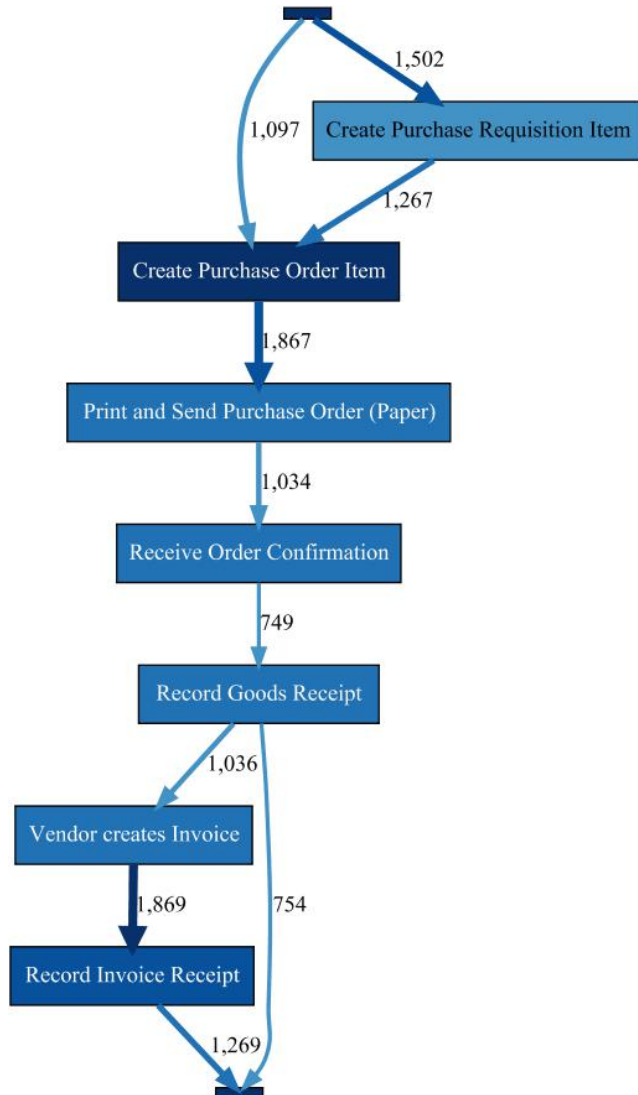 1,502
1,097
Create Purchase Requisition Item
1,267
Create Purchase Order Item
1,867
Print and Send Purchase Order (Paper)
1,034
Receive Order Confirmation
749
Record Goods Receipt
1,036
Vendor creates Invoice
1,869
754
Record Invoice Receipt
1,269